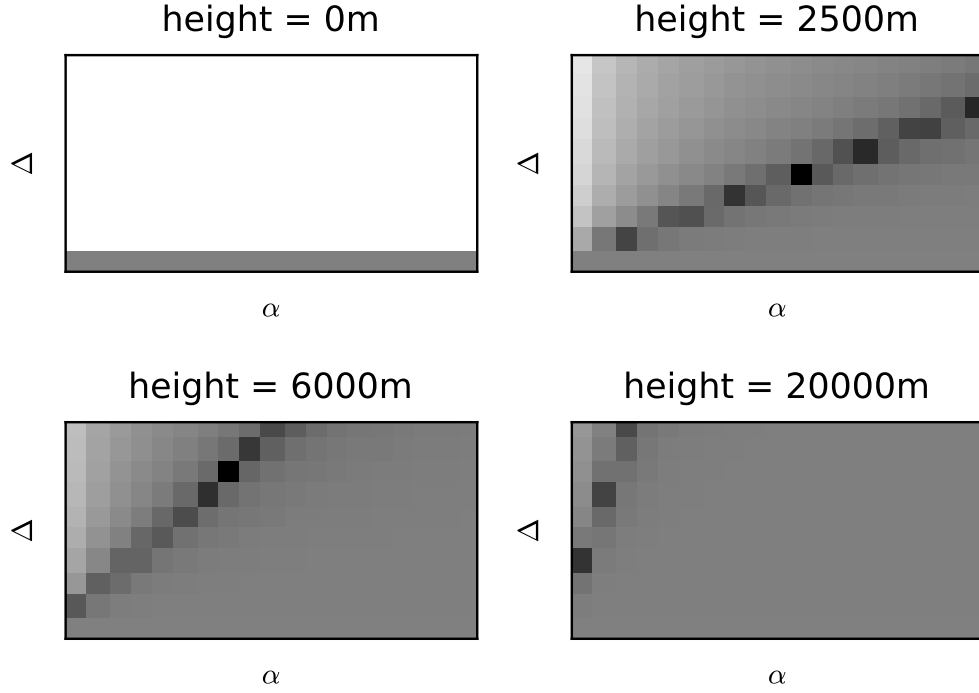 height = 0m
height = 2500m
Δ
Δ
α
α
height = 6000m
height = 20000m
Δ
Δ
α
α